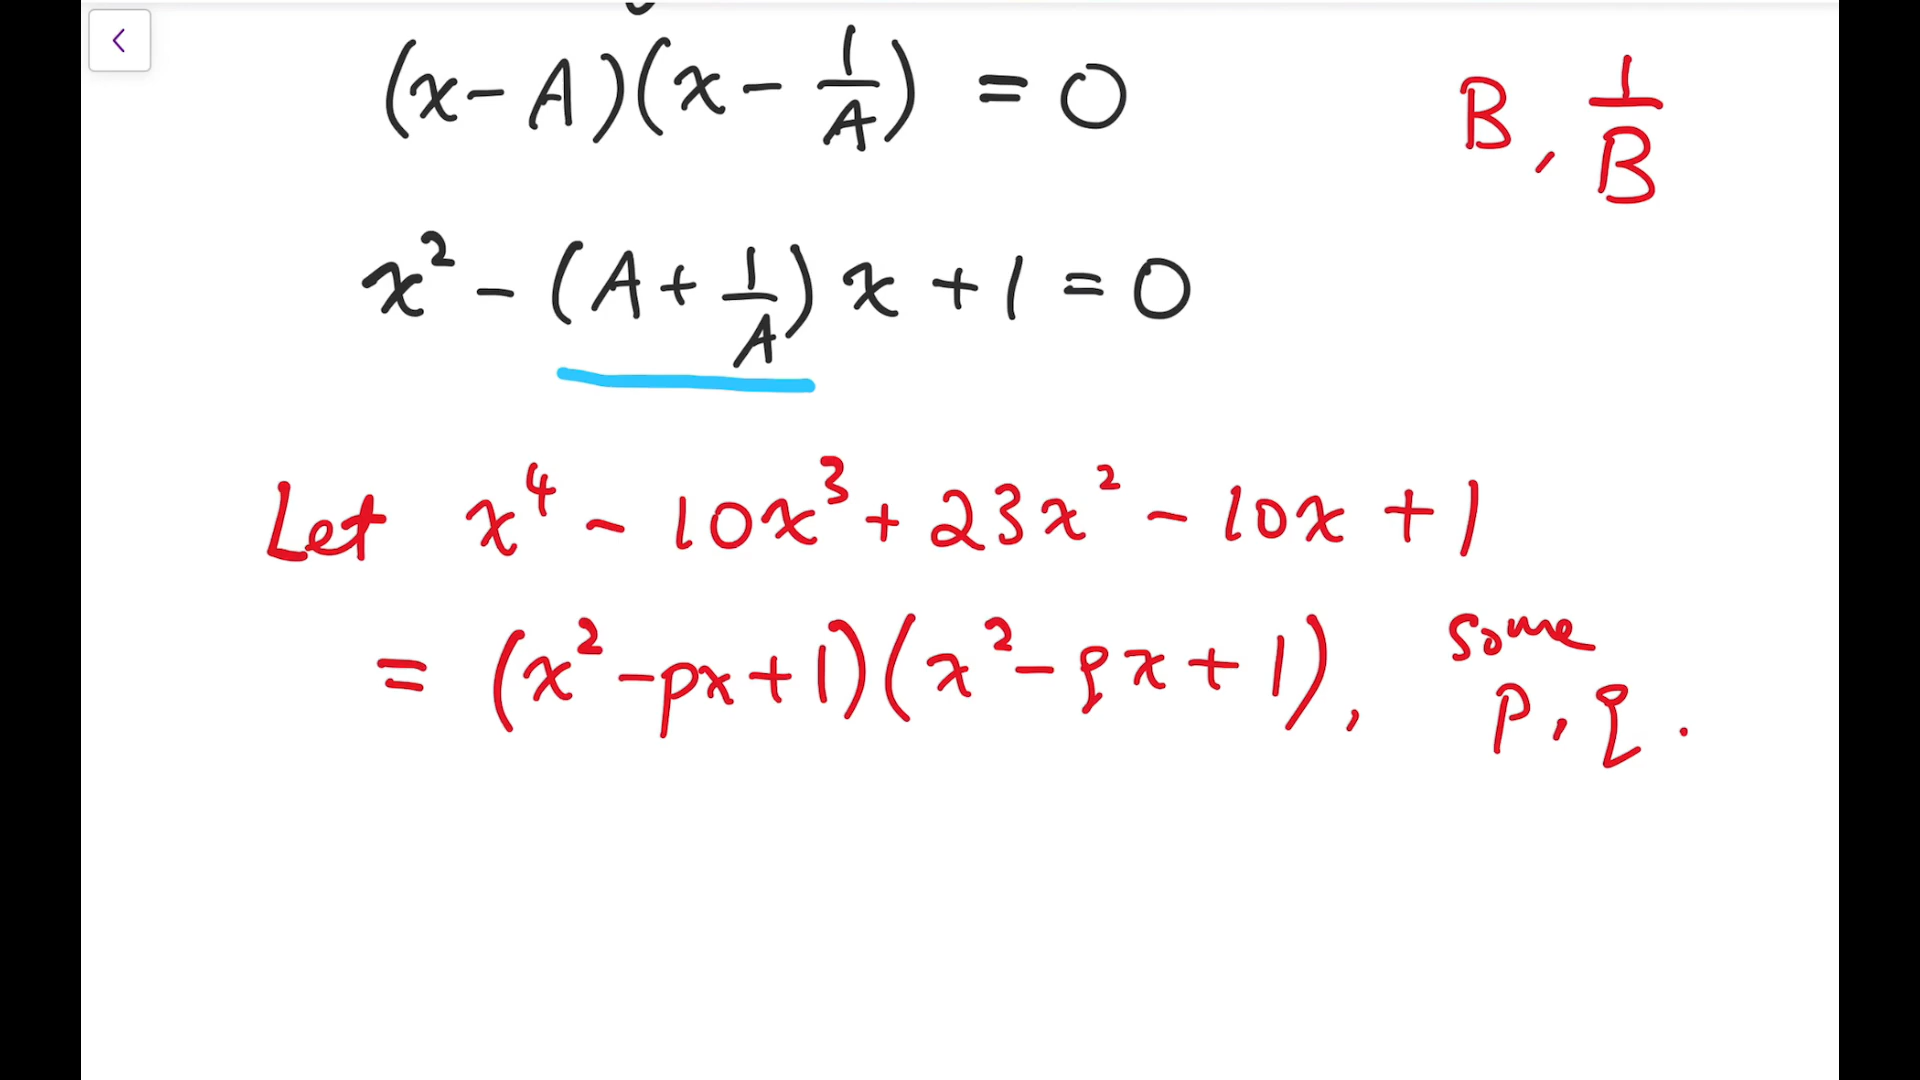 (x-A)(x-1/A) = 0
B, 1/B
x² - (A+1/A)x + 1 = 0
Let x⁴ - 10x³ + 23x² - 10x + 1
= (x²-px+1)(x²-qx+1), some
p, q.